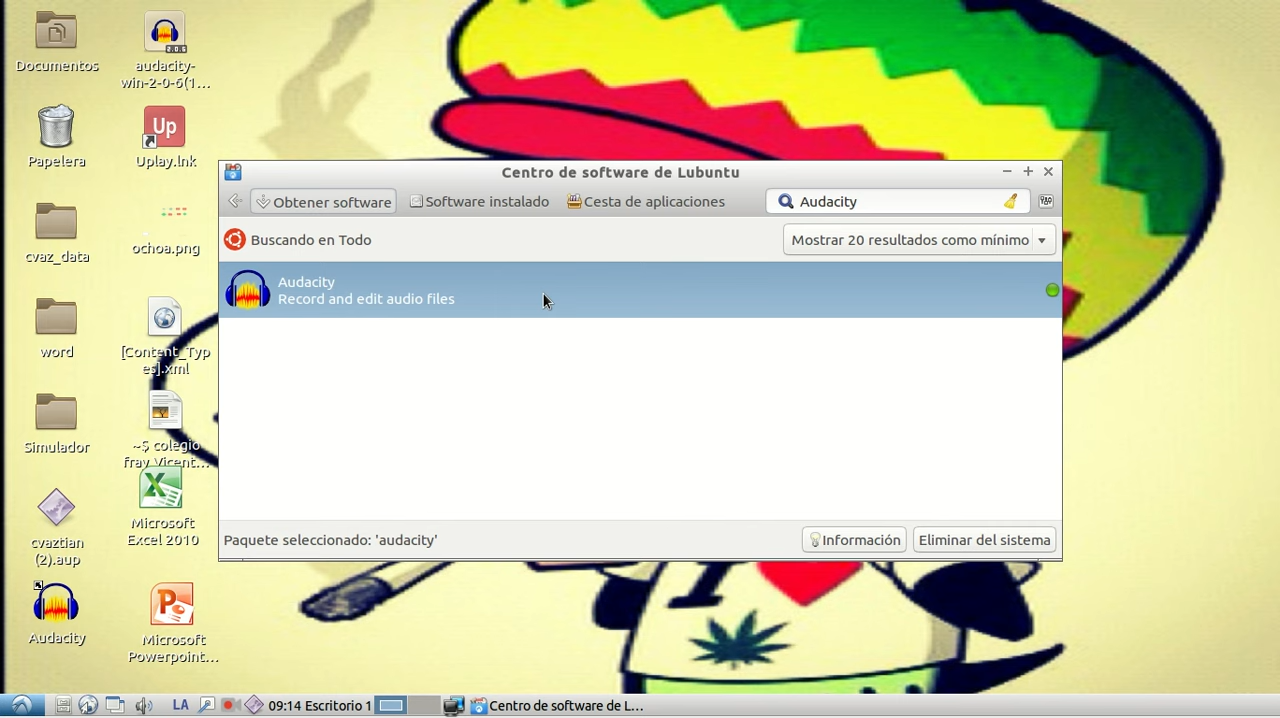 Documentos
audacity-
win-2-0-6(1...
2.0.6
Papelera
Up
Uplay.lnk
cvaz_data
ochoa.png
word
[Content_Typ
es].xml
Simulador
~$ colegio
fray Vicent...
Microsoft
Excel 2010
cvaztian
(2).aup
Audacity
Microsoft
Powerpoint...
Centro de software de Lubuntu
Obtener software
Software instalado
Cesta de aplicaciones
Audacity
Buscando en Todo
Mostrar 20 resultados como mínimo
Audacity
Record and edit audio files
Paquete seleccionado: 'audacity'
Información
Eliminar del sistema
I
LA
09:14 Escritorio 1
Centro de software de L...